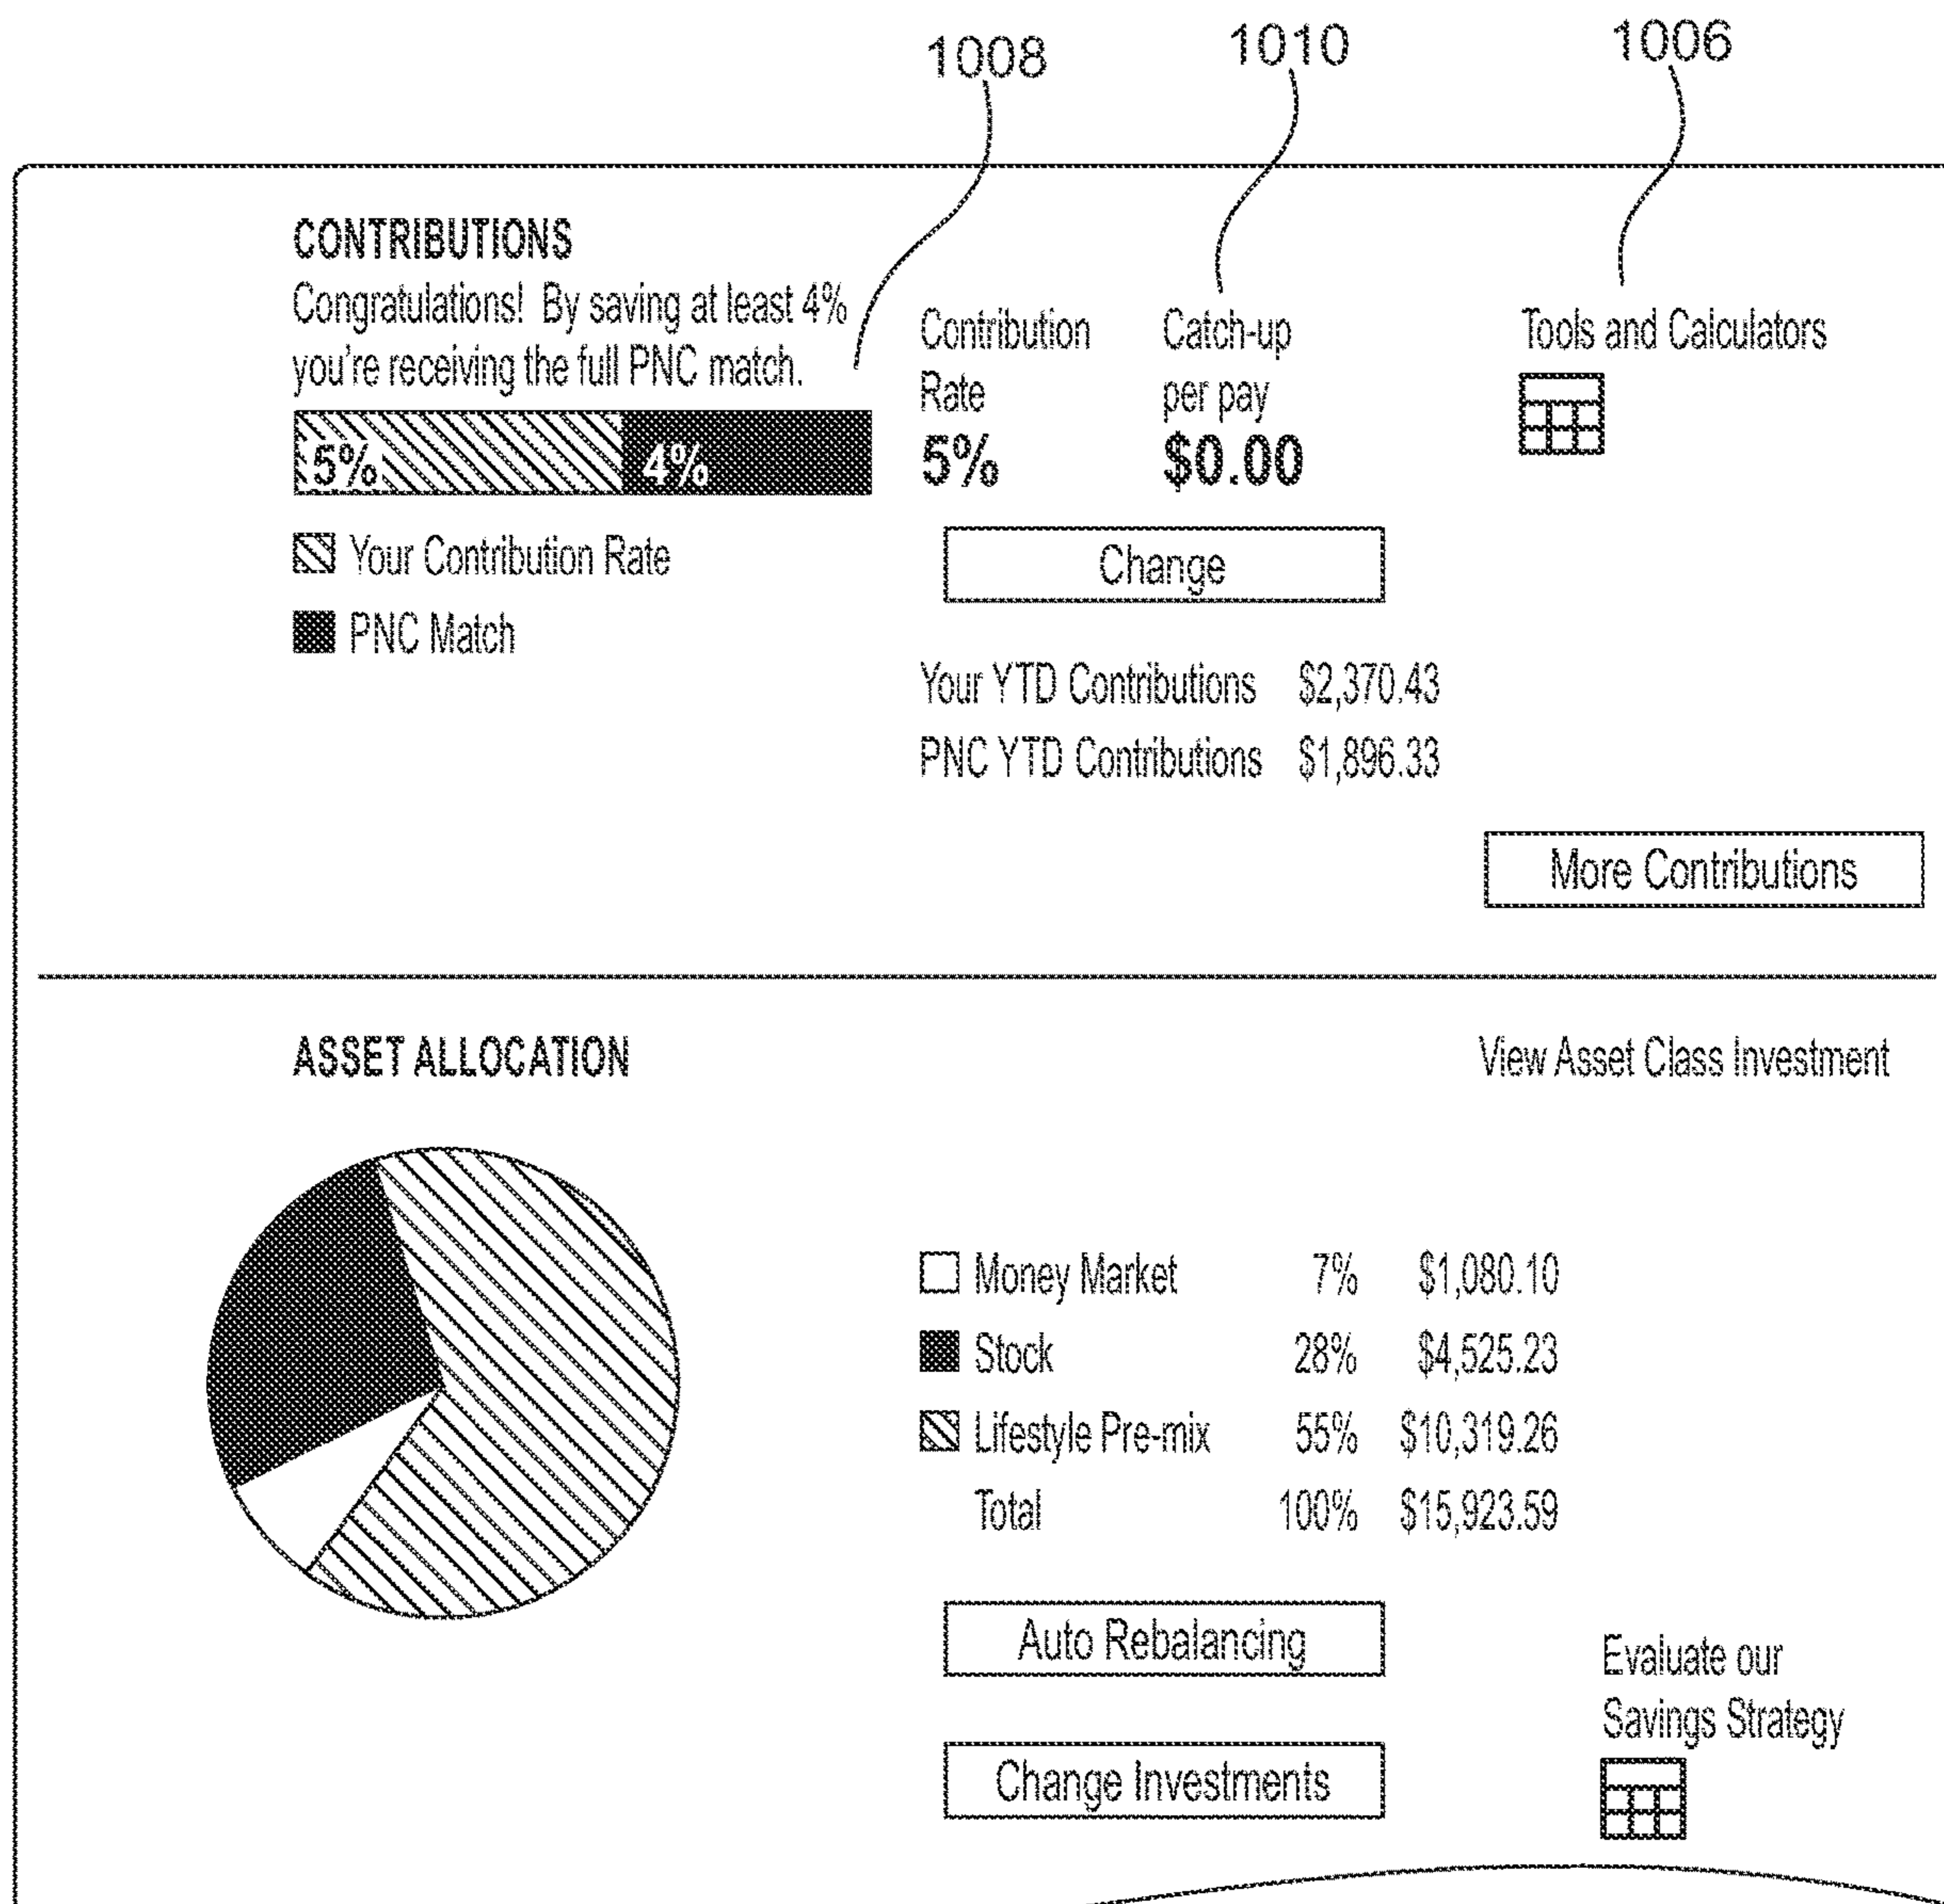 1008
1010
1006
CONTRIBUTIONS
Congratulations! By saving at least 4%
you're receiving the full PNC match.
5%
4%
Your Contribution Rate
PNC Match
Contribution
Rate
5%
Catch-up
per pay
$0.00
Tools and Calculators
Change
Your YTD Contributions $2,370.43
PNC YTD Contributions $1,896.33
More Contributions
ASSET ALLOCATION
View Asset Class Investment
Money Market 7% $1,080.10
Stock 28% $4,525.23
Lifestyle Pre-mix 55% $10,319.26
Total 100% $15,923.59
Auto Rebalancing
Change Investments
Evaluate our
Savings Strategy